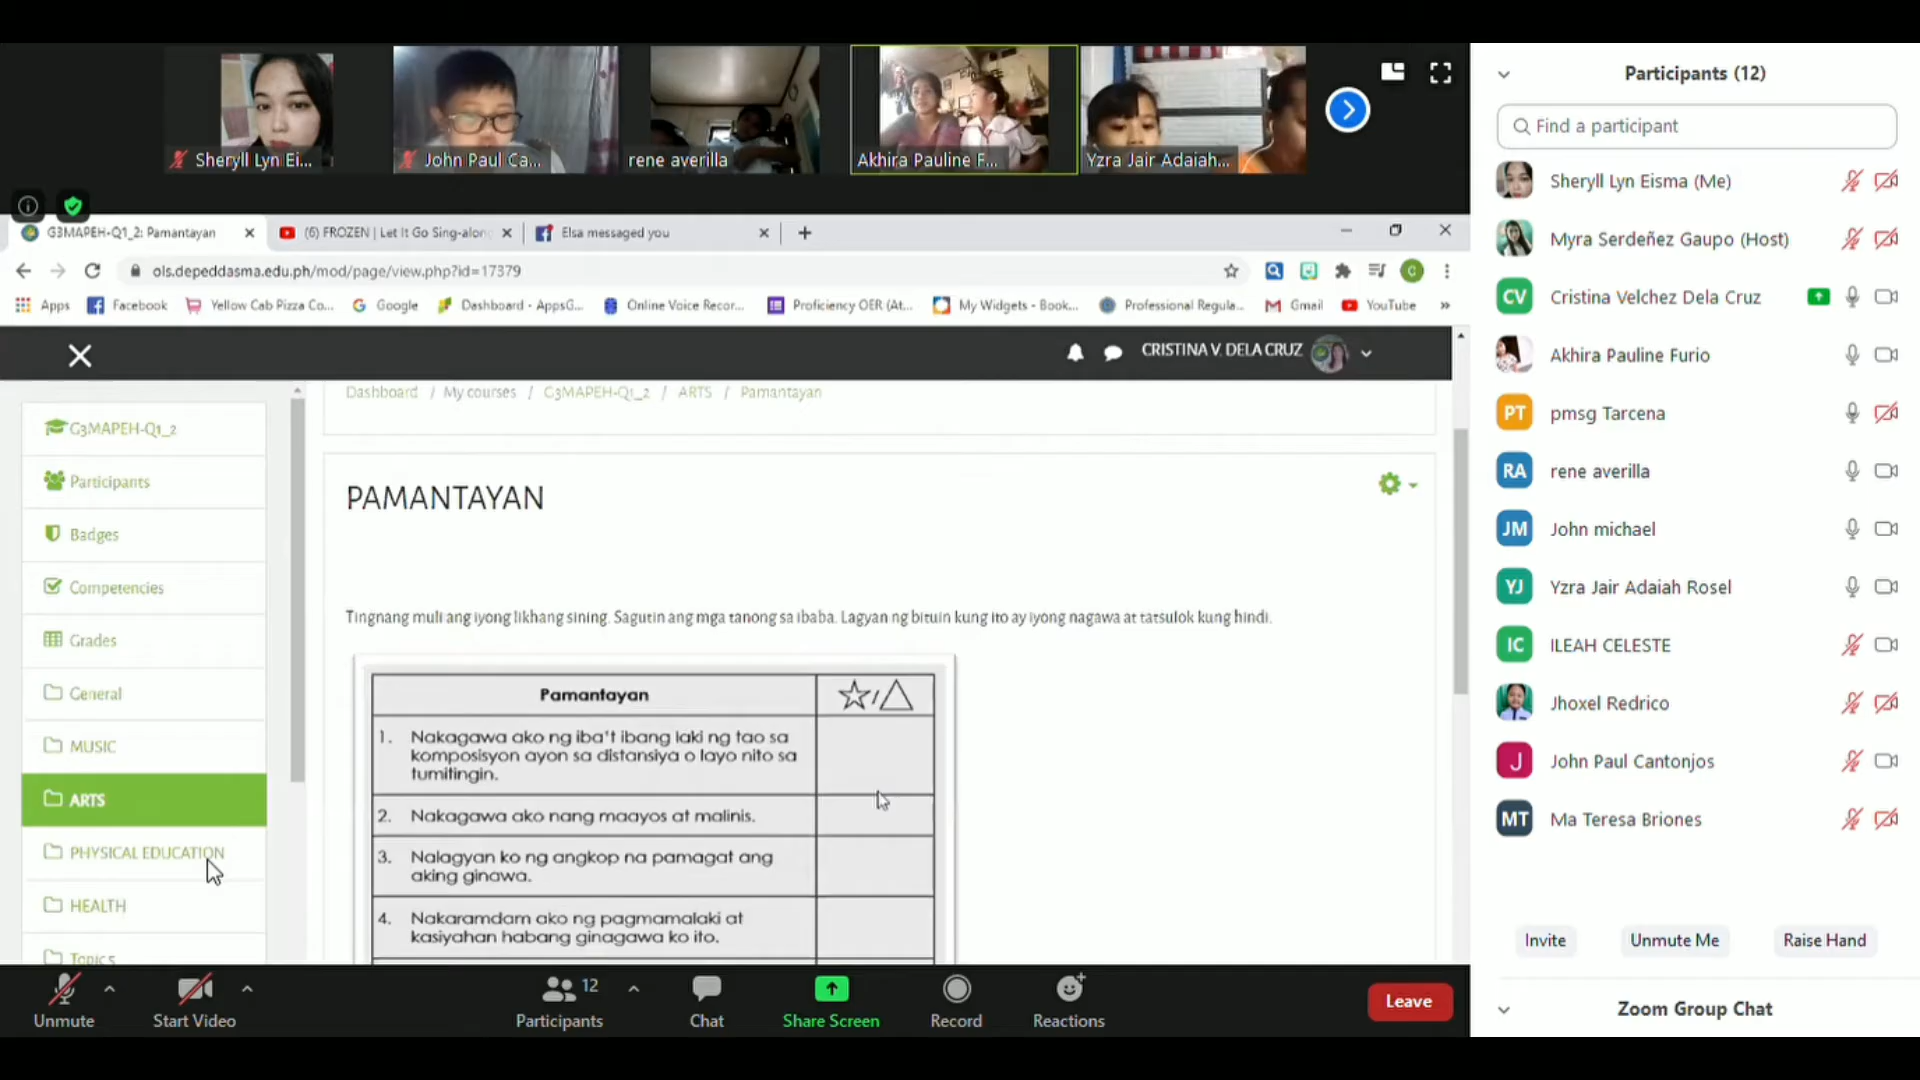 Sheryll Lyn Ei...
John Paul Ca...
rene averilla
Akhira Pauline F...
Yzra Jair Adaiah...
G3MAPEH-Q1_2: Pamantayan
(6) FROZEN | Let It Go Sing-along
Elsa messaged you
ols.depeddasma.edu.ph/mod/page/view.php?id=17379
C
Apps
Facebook
Yellow Cab Pizza Co...
Google
Dashboard - AppsG...
Online Voice Recor...
Proficiency OER (At...
My Widgets - Book...
Professional Regula...
Gmail
YouTube
CRISTINA V. DELA CRUZ
Dashboard / My courses / G3MAPEH-Q1_2 / ARTS / Pamantayan
G3MAPEH-Q1_2
Participants
Badges
Competencies
Grades
General
MUSIC
ARTS
PHYSICAL EDUCATION
HEALTH
Topics
PAMANTAYAN
Tingnang muli ang iyong likhang sining. Sagutin ang mga tanong sa ibaba. Lagyan ng bituin kung ito ay iyong nagawa at tatsulok kung hindi.
Pamantayan
/
1. Nakagawa ako ng iba't ibang laki ng tao sa
komposisyon ayon sa distansiya o layo nito sa
tumitingin.
2. Nakagawa ako nang maayos at malinis.
3. Nalagyan ko ng angkop na pamagat ang
aking ginawa.
4. Nakaramdam ako ng pagmamalaki at
kasiyahan habang ginagawa ko ito.
Unmute
Start Video
12
Participants
Chat
Share Screen
Record
Reactions
Leave
Participants (12)
Find a participant
Sheryll Lyn Eisma (Me)
Myra Serdeñez Gaupo (Host)
CV
Cristina Velchez Dela Cruz
Akhira Pauline Furio
PT
pmsg Tarcena
RA
rene averilla
JM
John michael
YJ
Yzra Jair Adaiah Rosel
IC
ILEAH CELESTE
Jhoxel Redrico
J
John Paul Cantonjos
MT
Ma Teresa Briones
Invite
Unmute Me
Raise Hand
Zoom Group Chat